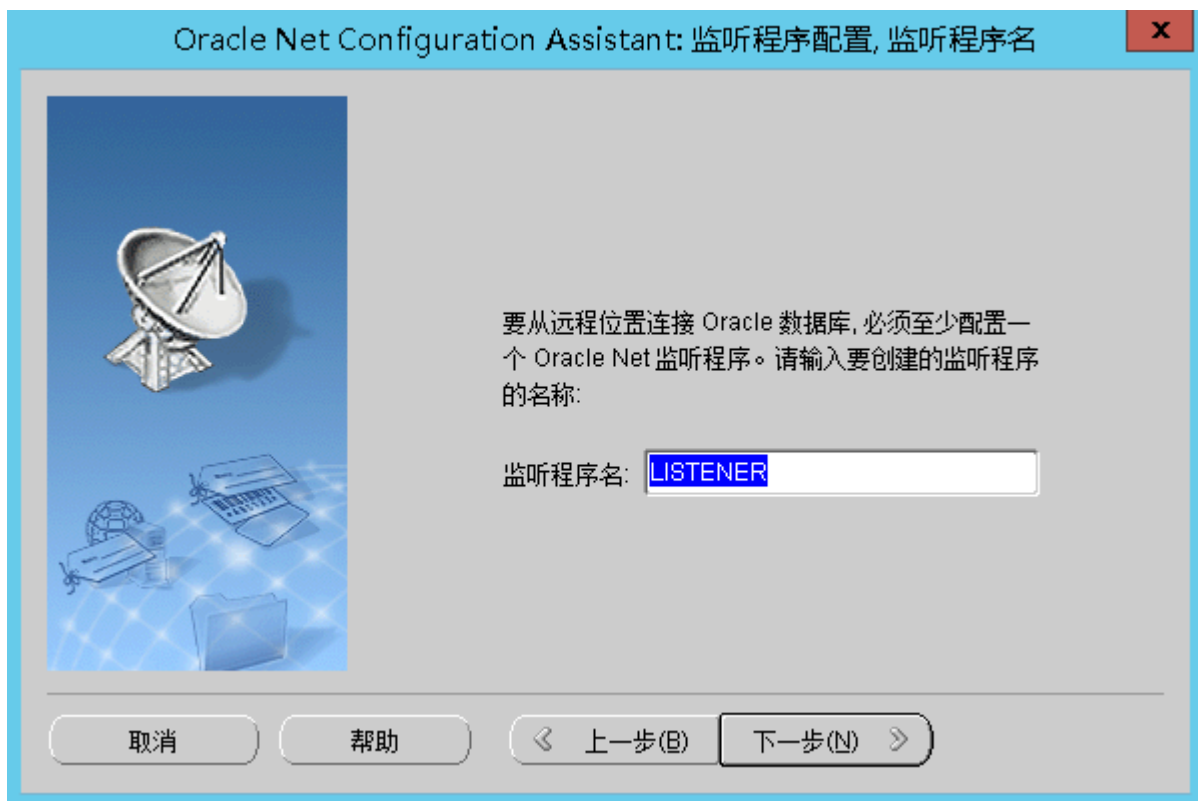 Oracle Net Configuration Assistant: 监听程序配置, 监听程序名
x
要从远程位置连接 Oracle 数据库, 必须至少配置一
个 Oracle Net 监听程序。请输入要创建的监听程序
的名称:
监听程序名: LISTENER
取消 帮助 上一步(B) 下一步(N)